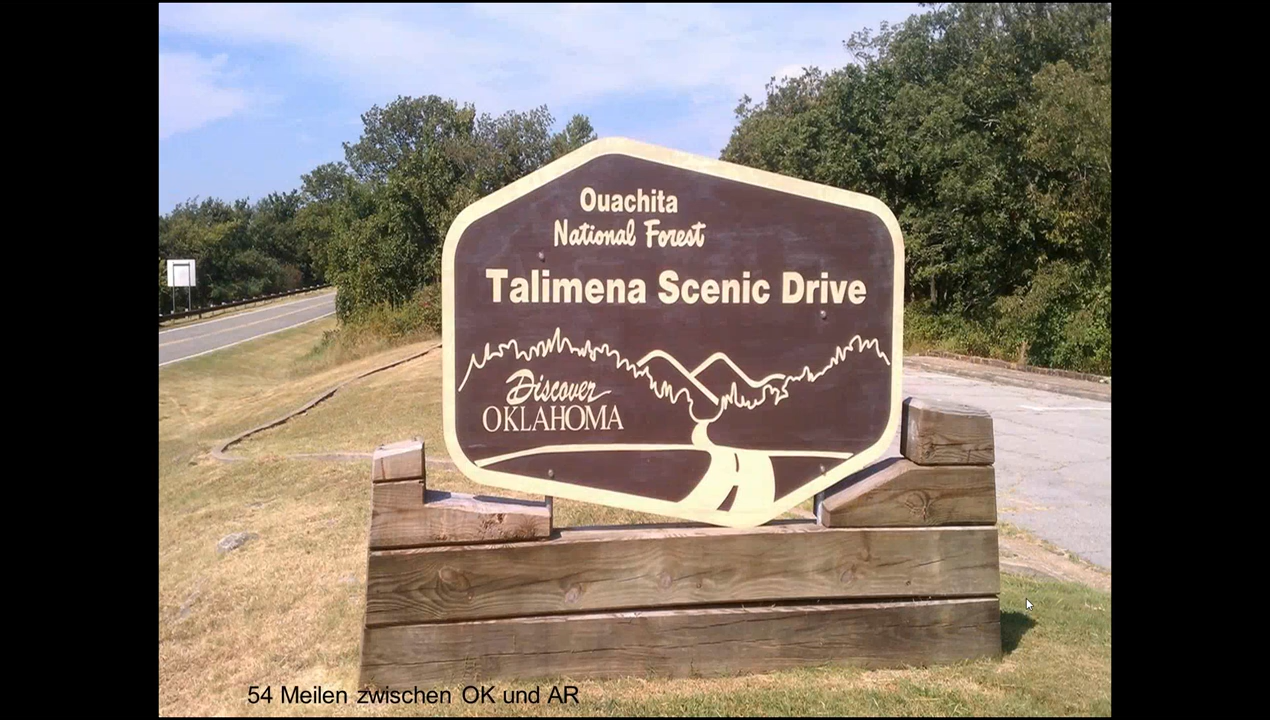 Ouachita
National Forest
Talimena Scenic Drive
Discover
OKLAHOMA
54 Meilen zwischen OK und AR